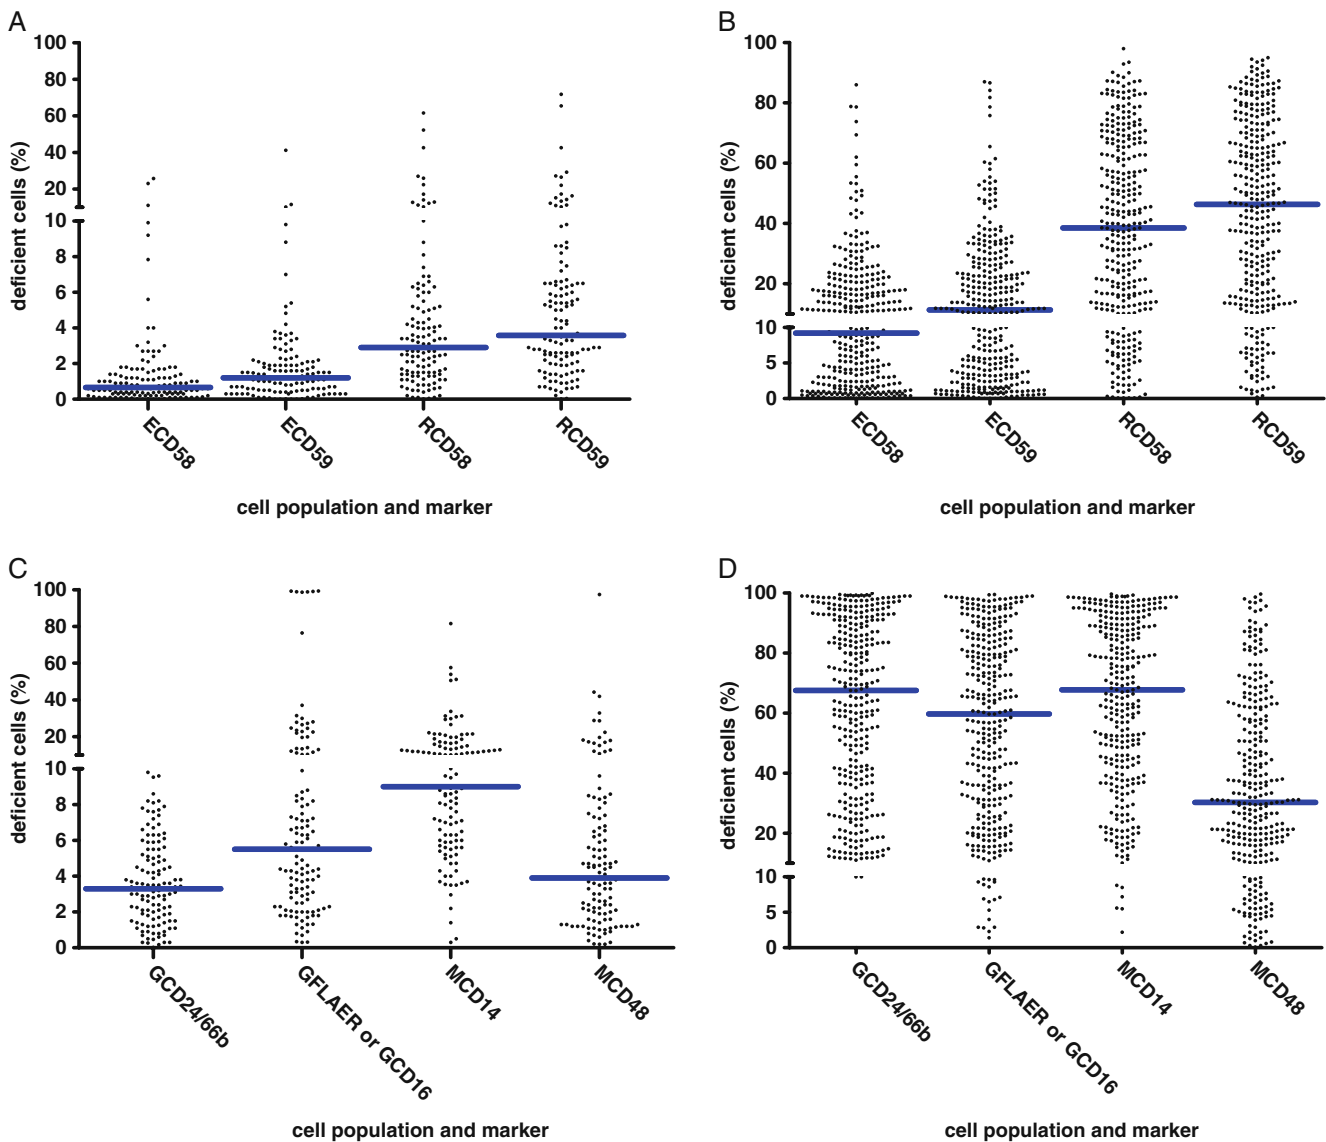 A
100
80
60
40
20
10
8
6
4
2
0
deficient cells (%)
ECD58
ECD59
RCD58
RCD59
cell population and marker
B
100
80
60
40
20
10
5
0
deficient cells (%)
ECD58
ECD59
RCD58
RCD59
cell population and marker
C
100
80
60
40
20
10
8
6
4
2
0
deficient cells (%)
GCD24/66b
GFLAER or GCD16
MCD14
MCD48
cell population and marker
D
100
80
60
40
20
10
5
0
deficient cells (%)
GCD24/66b
GFLAER or GCD16
MCD14
MCD48
cell population and marker